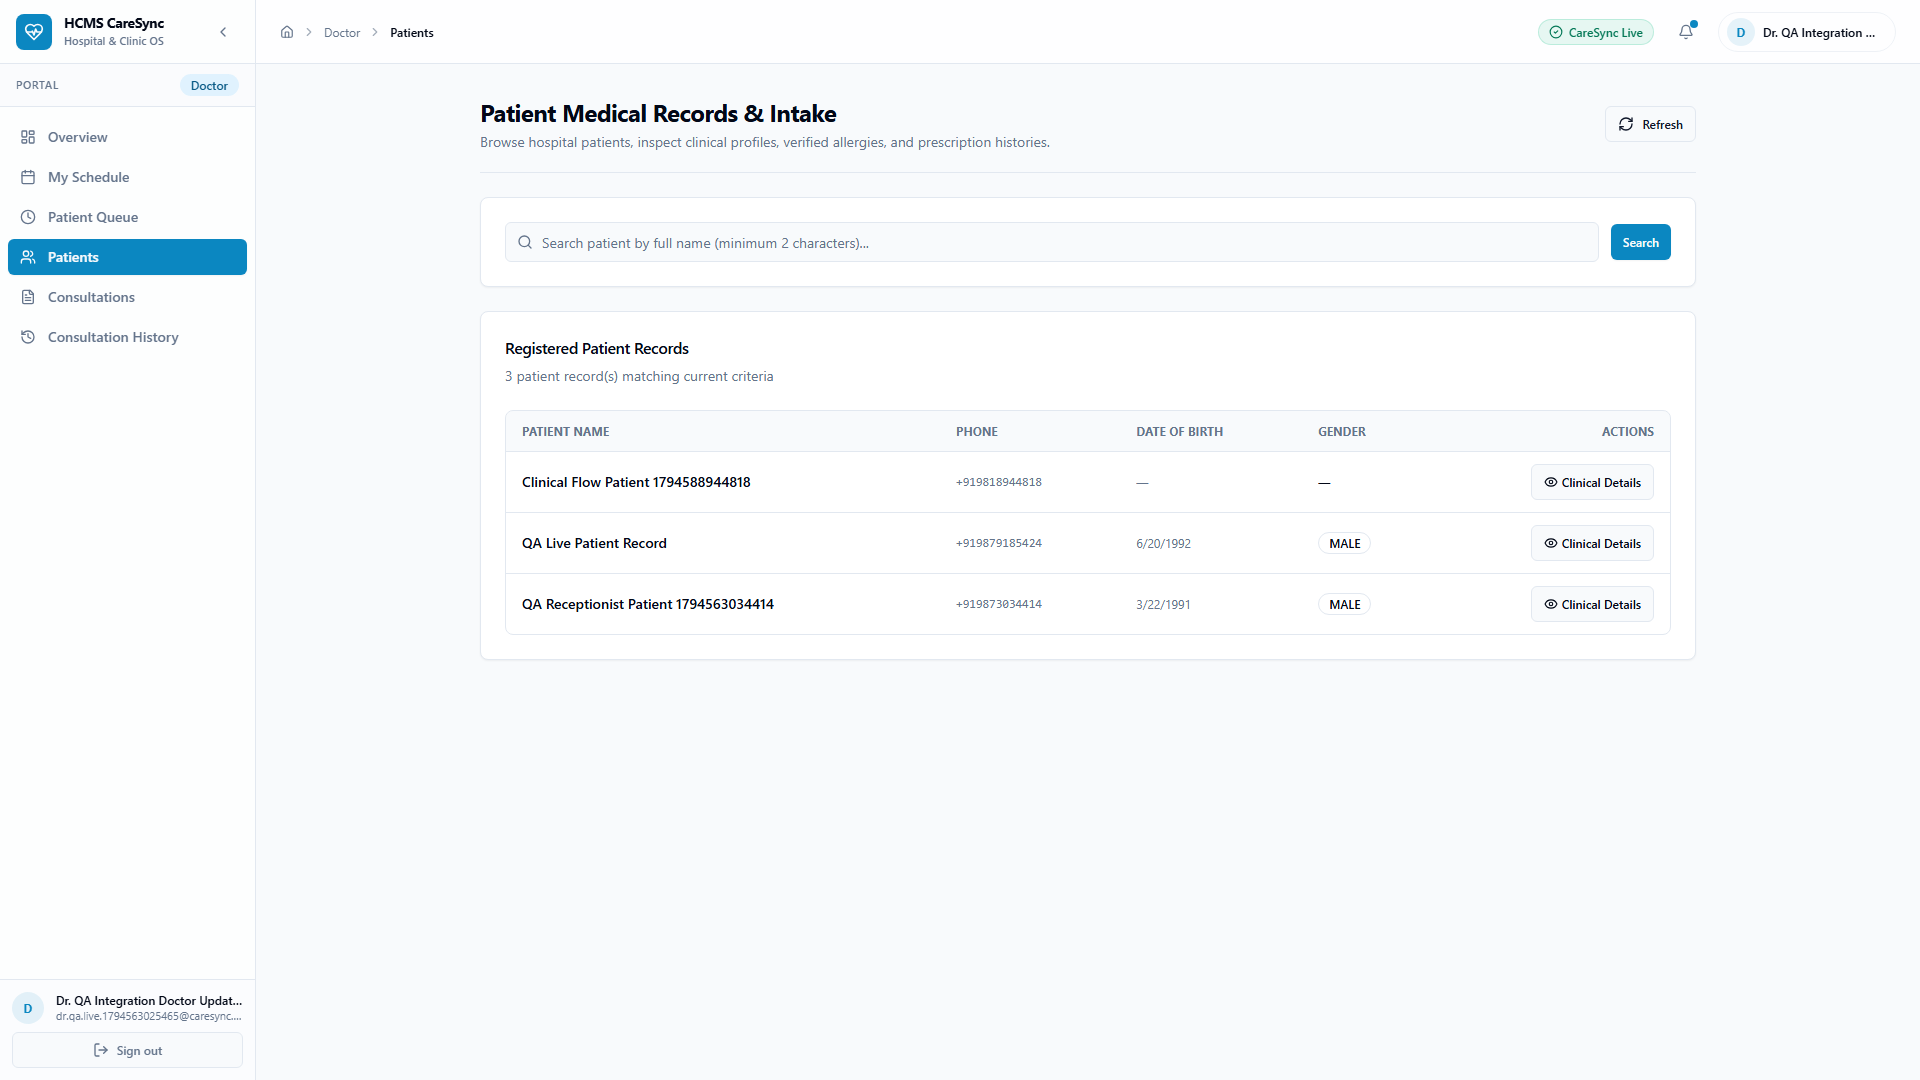 HCMS CareSync
Hospital & Clinic OS
PORTAL
Doctor
Overview
My Schedule
Patient Queue
Patients
Consultations
Consultation History
D
Dr. QA Integration Doctor Updat...
dr.qa.live.1794563025465@caresync....
Sign out
Doctor
Patients
CareSync Live
D
Dr. QA Integration ...
Patient Medical Records & Intake
Browse hospital patients, inspect clinical profiles, verified allergies, and prescription histories.
Refresh
Search patient by full name (minimum 2 characters)...
Search
Registered Patient Records
3 patient record(s) matching current criteria
PATIENT NAME PHONE DATE OF BIRTH GENDER ACTIONS
Clinical Flow Patient 1794588944818 +919818944818 — — Clinical Details
QA Live Patient Record +919879185424 6/20/1992 MALE Clinical Details
QA Receptionist Patient 1794563034414 +919873034414 3/22/1991 MALE Clinical Details